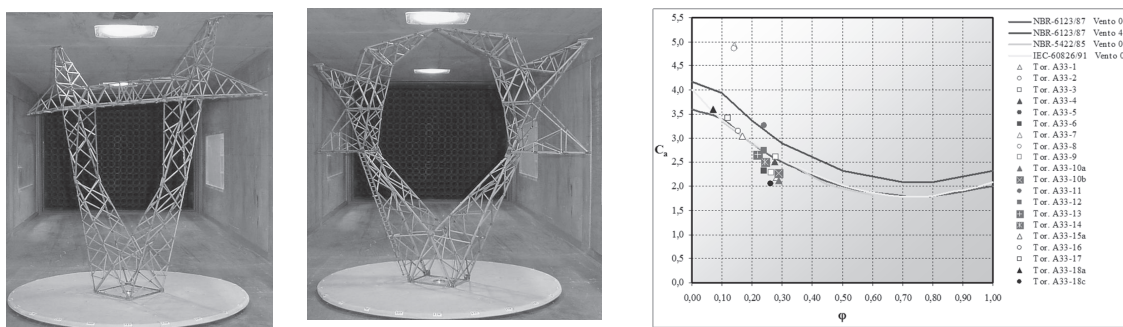 5,5
5,0
4,5
4,0
3,5
3,0
2,5
2,0
1,5
1,0
0,5
0,0
Ca
0,00 0,10 0,20 0,30 0,40 0,50 0,60 0,70 0,80 0,90 1,00
φ
NBR-6123/87 Vento 0
NBR-6123/87 Vento 4
NBR-5422/85 Vento 0
IEC-60826/91 Vento 0
Tor. A33-1
Tor. A33-2
Tor. A33-3
Tor. A33-4
Tor. A33-5
Tor. A33-6
Tor. A33-7
Tor. A33-8
Tor. A33-9
Tor. A33-10a
Tor. A33-10b
Tor. A33-11
Tor. A33-12
Tor. A33-13
Tor. A33-14
Tor. A33-15a
Tor. A33-16
Tor. A33-17
Tor. A33-18a
Tor. A33-18c